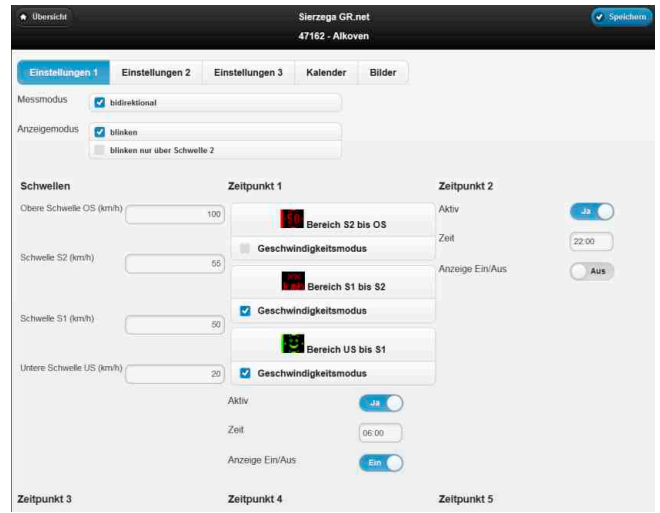 Übersicht
Sierzega GR.net
Speichern
47162 - Alkoven
Einstellungen 1
Einstellungen 2
Einstellungen 3
Kalender
Bilder
Messmodus
bidirektional
Anzeigemodus
blinken
blinken nur über Schwelle 2
Schwellen
Zeitpunkt 1
Zeitpunkt 2
Obere Schwelle OS (km/h)
100
Bereich S2 bis OS
Geschwindigkeitsmodus
Schwelle S2 (km/h)
55
Bereich S1 bis S2
Geschwindigkeitsmodus
Schwelle S1 (km/h)
50
Bereich US bis S1
Geschwindigkeitsmodus
Untere Schwelle US (km/h)
20
Aktiv
Ja
Zeit
06:00
Anzeige Ein/Aus
Ein
Aktiv
Ja
Zeit
22:00
Anzeige Ein/Aus
Aus
Zeitpunkt 3
Zeitpunkt 4
Zeitpunkt 5